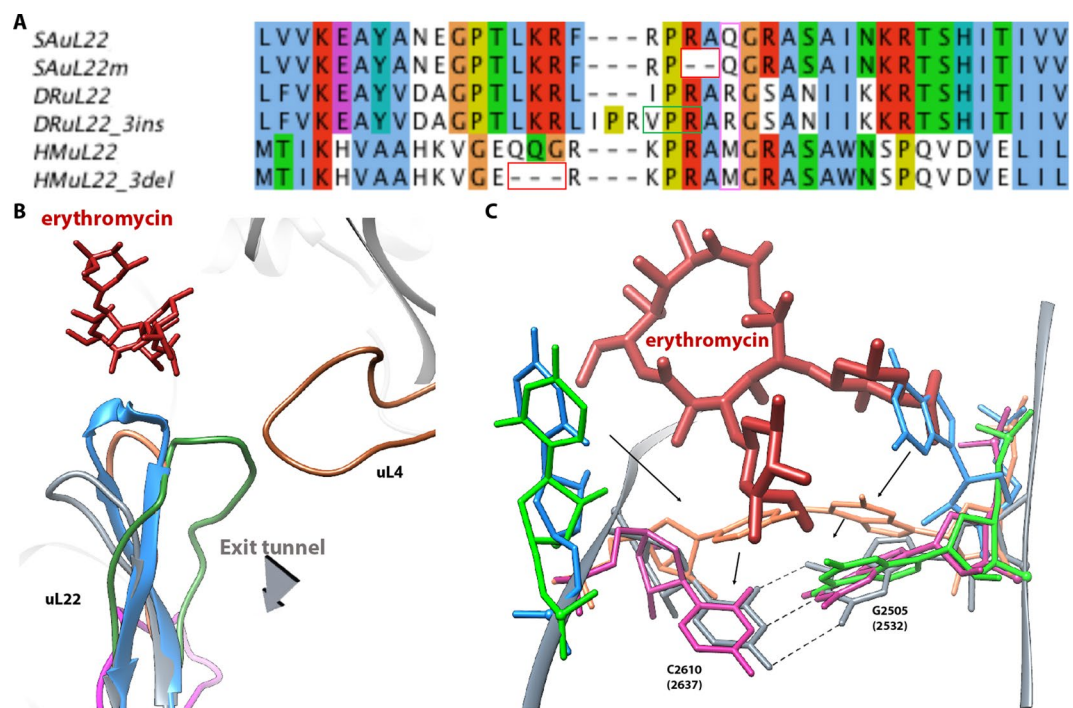 A
SAuL22 LVVKEAYANEGPTLKRF---RPRAQGRASAINKRTSHITIVV
SAuL22m LVVKEAYANEGPTLKRF---RP--QGRASAINKRTSHITIVV
DRuL22 LFVKEAYVDAGPTLKRL---IPRARGSANIIKKRTSHITIIV
DRuL22_3ins LFVKEAYVDAGPTLKRLIPRVPRARGSANIIKKRTSHITIIV
HMuL22 MTIKHVAAHKVGEQQGR---KPRAMGRASAWNSPQVDVELIL
HMuL22_3del MTIKHVAAHKVGE---R---KPRAMGRASAWNSPQVDVELIL
B
erythromycin
uL4
Exit tunnel
uL22
C
erythromycin
G2505
(2532)
C2610
(2637)